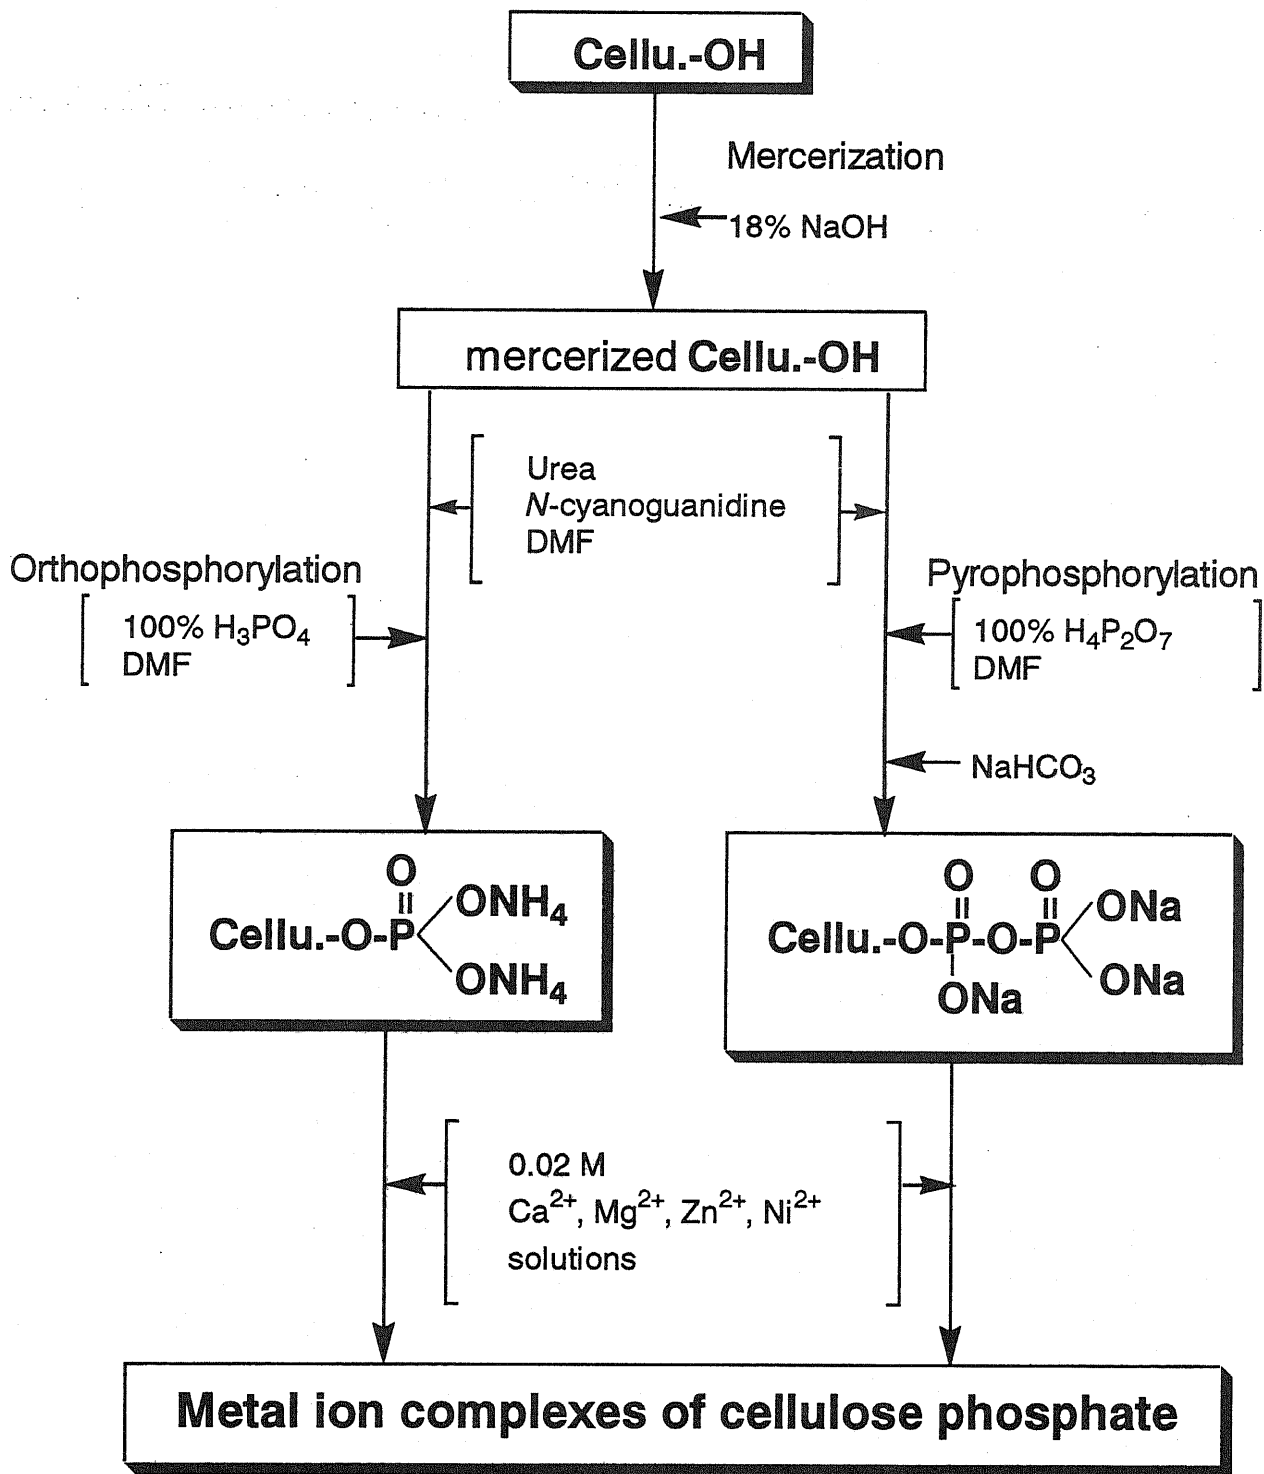 Cellu.-OH
Mercerization
18% NaOH
mercerized Cellu.-OH
Urea
N-cyanoguanidine
DMF
Orthophosphorylation
100% H₃PO₄
DMF
Pyrophosphorylation
100% H₄P₂O₇
DMF
NaHCO₃
O
Cellu.-O-P
ONH₄
ONH₄
O O
Cellu.-O-P-O-P
ONa
ONa
ONa
0.02 M
Ca²⁺, Mg²⁺, Zn²⁺, Ni²⁺
solutions
Metal ion complexes of cellulose phosphate